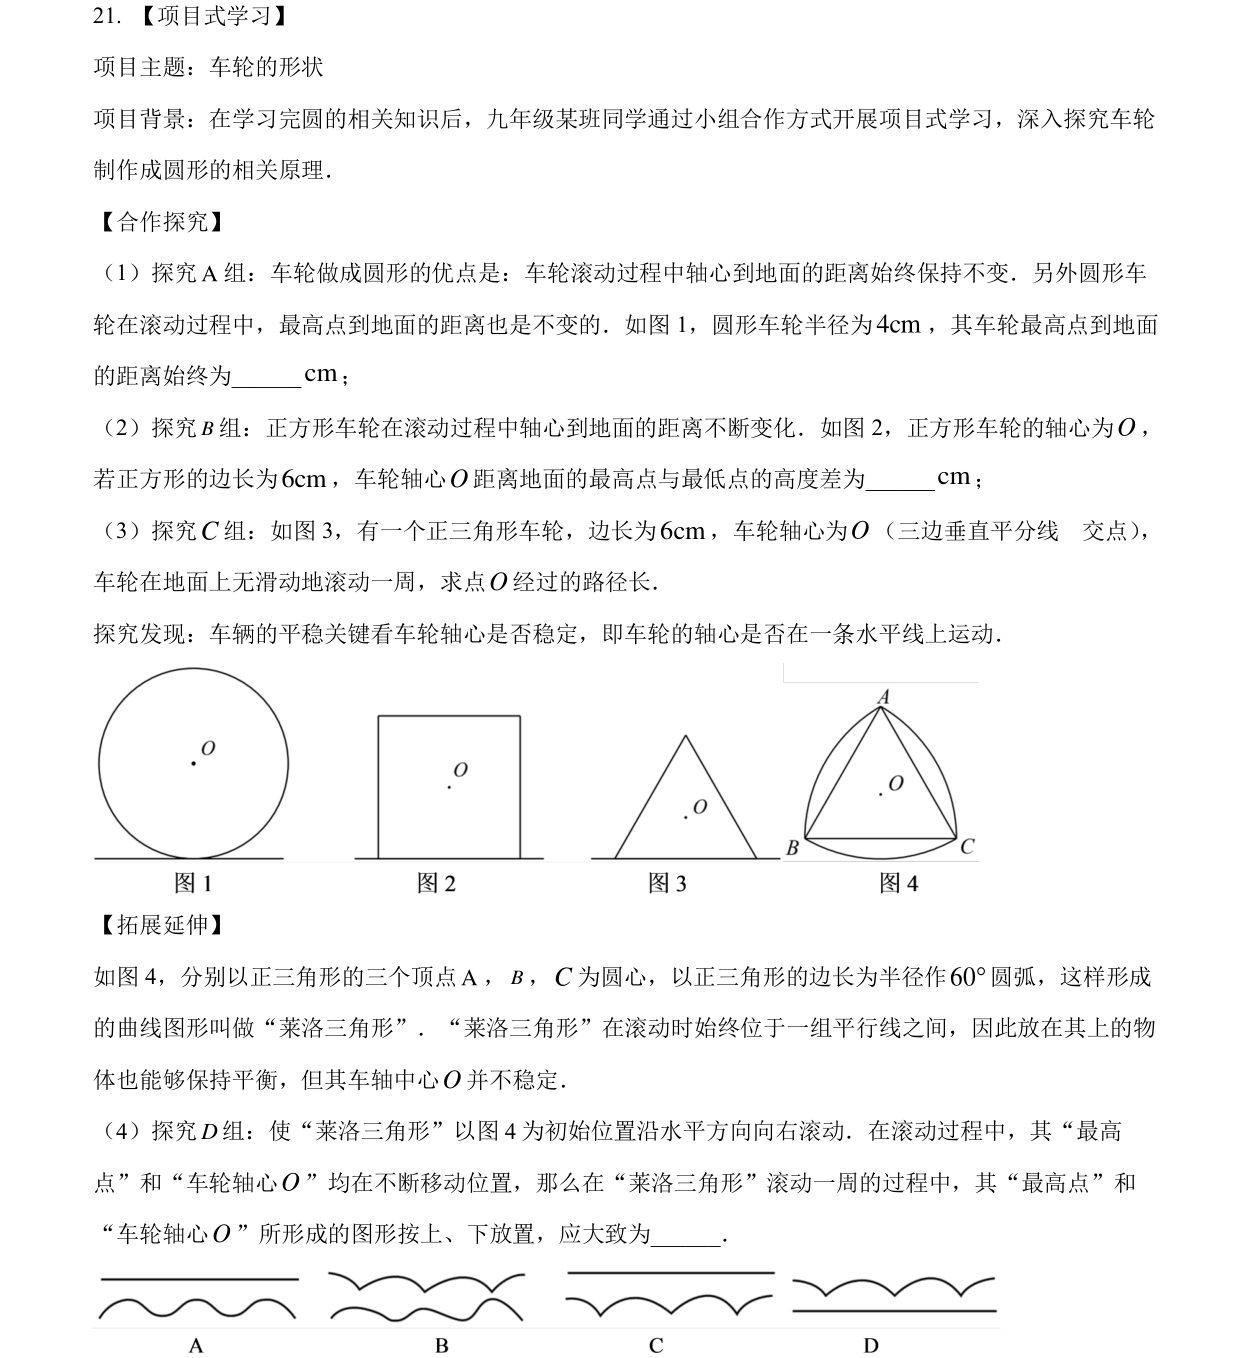 21. 【项目式学习】
项目主题：车轮的形状
项目背景：在学习完圆的相关知识后，九年级某班同学通过小组合作方式开展项目式学习，深入探究车轮
制作成圆形的相关原理．
【合作探究】
（1）探究 A 组：车轮做成圆形的优点是：车轮滚动过程中轴心到地面的距离始终保持不变．另外圆形车
轮在滚动过程中，最高点到地面的距离也是不变的．如图 1，圆形车轮半径为4cm，其车轮最高点到地面
的距离始终为______cm；
（2）探究B组：正方形车轮在滚动过程中轴心到地面的距离不断变化．如图 2，正方形车轮的轴心为O，
若正方形的边长为6cm，车轮轴心O距离地面的最高点与最低点的高度差为______cm；
（3）探究C组：如图 3，有一个正三角形车轮，边长为6cm，车轮轴心为O（三边垂直平分线　交点），
车轮在地面上无滑动地滚动一周，求点O经过的路径长．
探究发现：车辆的平稳关键看车轮轴心是否稳定，即车轮的轴心是否在一条水平线上运动．
A
O
O
O
O
B
C
图 1
图 2
图 3
图 4
【拓展延伸】
如图 4，分别以正三角形的三个顶点A，B，C为圆心，以正三角形的边长为半径作60°圆弧，这样形成
的曲线图形叫做“莱洛三角形”．“莱洛三角形”在滚动时始终位于一组平行线之间，因此放在其上的物
体也能够保持平衡，但其车轴中心O并不稳定．
（4）探究D组：使“莱洛三角形”以图 4 为初始位置沿水平方向向右滚动．在滚动过程中，其“最高
点”和“车轮轴心O”均在不断移动位置，那么在“莱洛三角形”滚动一周的过程中，其“最高点”和
“车轮轴心O”所形成的图形按上、下放置，应大致为______．
A
B
C
D